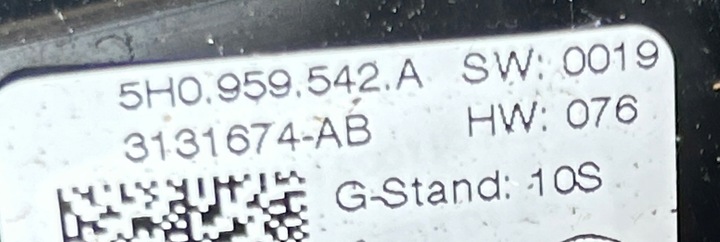 5H0.959.542.A SW: 0019
3131674-AB HW: 076
G-Stand: 10S